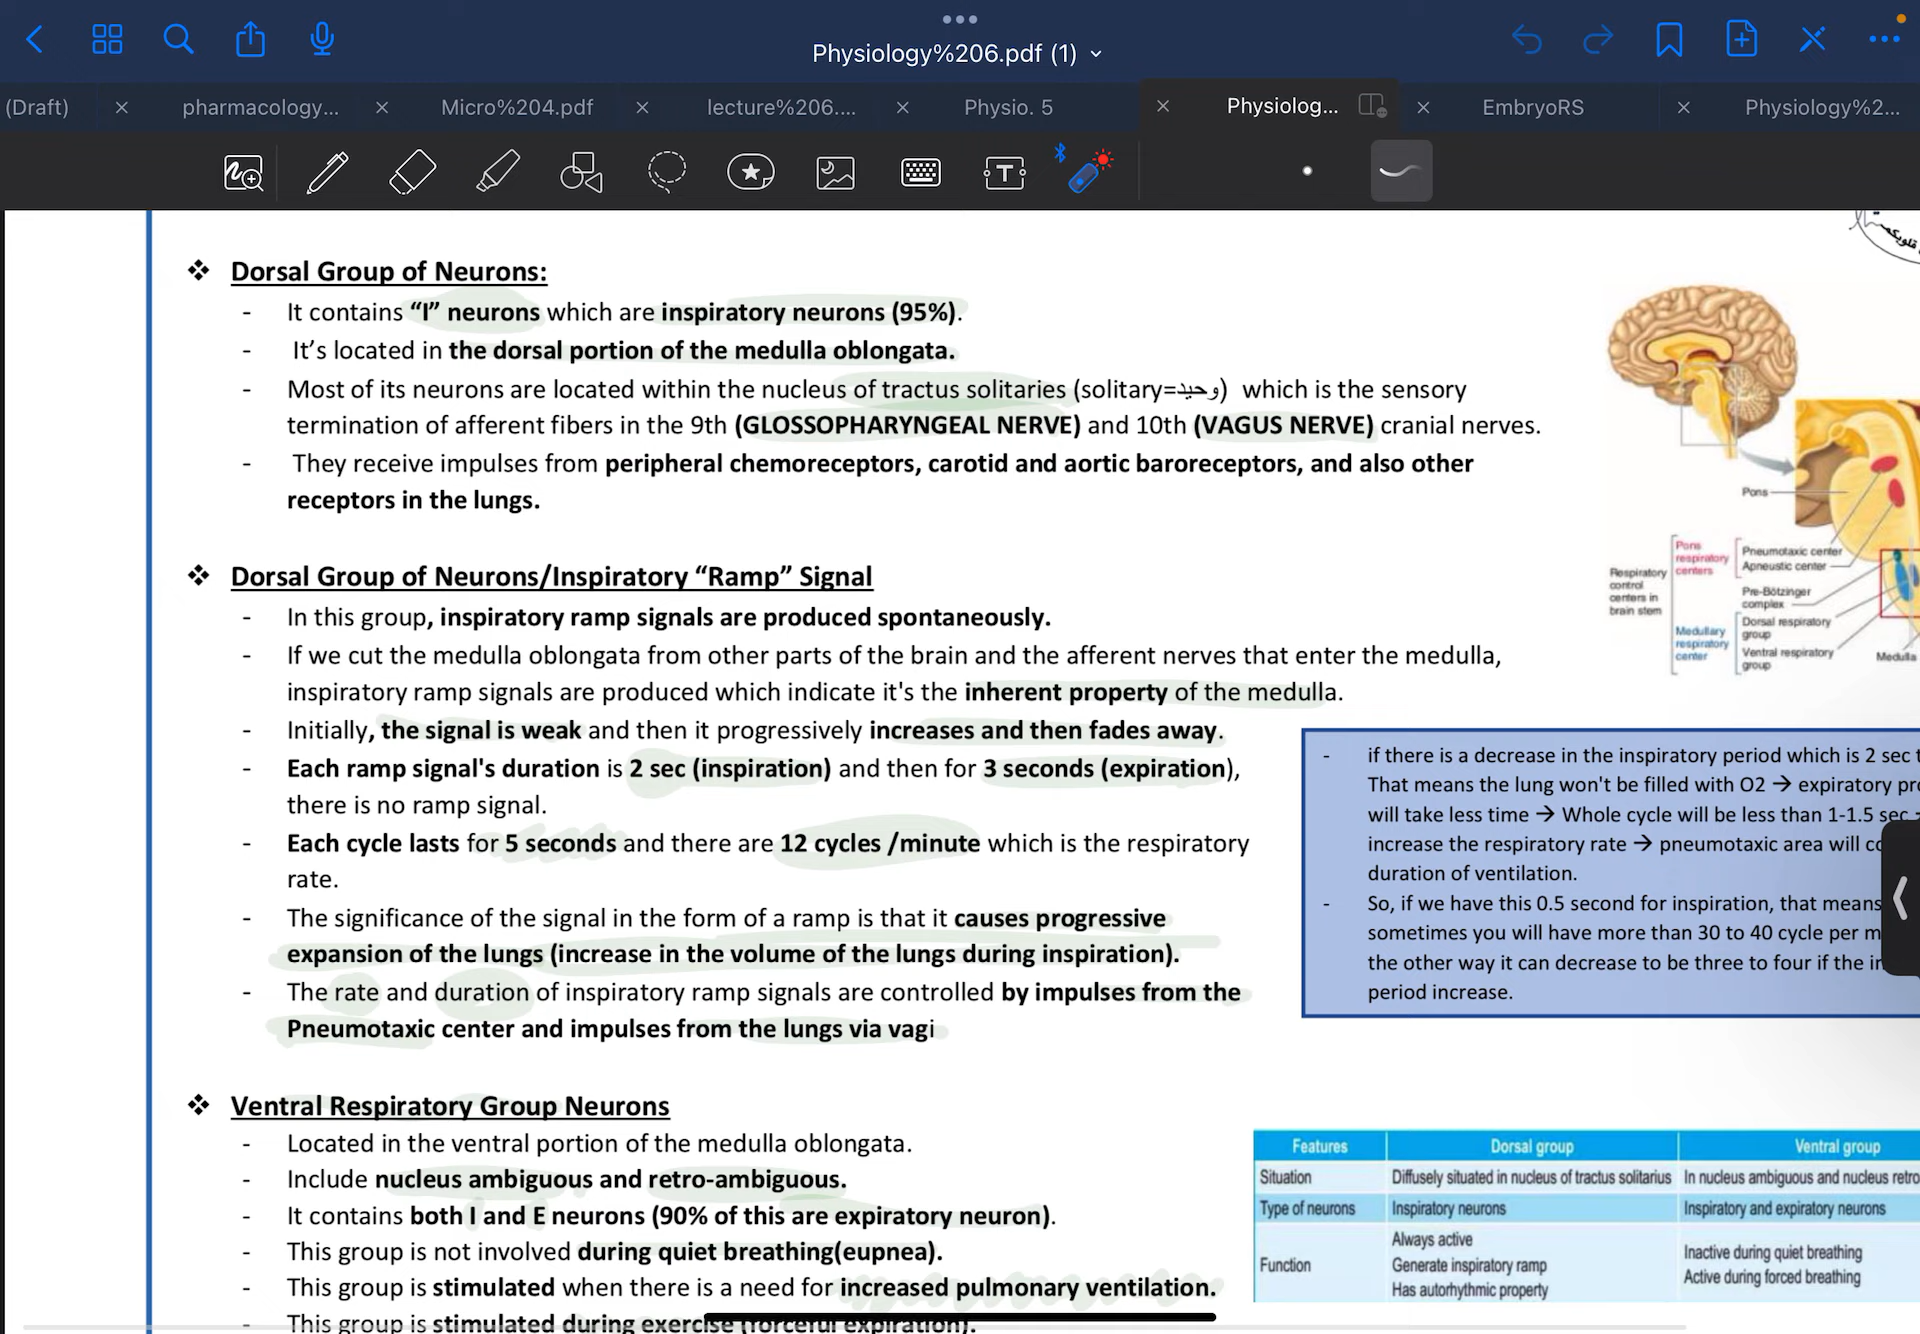 Physiology%206.pdf (1)
(Draft)
pharmacology...
Micro%204.pdf
lecture%206....
Physio. 5
Physiolog...
EmbryoRS
Physiology%2...
❖ Dorsal Group of Neurons:
- It contains “I” neurons which are inspiratory neurons (95%).
- It’s located in the dorsal portion of the medulla oblongata.
- Most of its neurons are located within the nucleus of tractus solitaries (solitary=وحيد) which is the sensory
termination of afferent fibers in the 9th (GLOSSOPHARYNGEAL NERVE) and 10th (VAGUS NERVE) cranial nerves.
- They receive impulses from peripheral chemoreceptors, carotid and aortic baroreceptors, and also other
receptors in the lungs.
❖ Dorsal Group of Neurons/Inspiratory “Ramp” Signal
- In this group, inspiratory ramp signals are produced spontaneously.
- If we cut the medulla oblongata from other parts of the brain and the afferent nerves that enter the medulla,
inspiratory ramp signals are produced which indicate it's the inherent property of the medulla.
- Initially, the signal is weak and then it progressively increases and then fades away.
- Each ramp signal's duration is 2 sec (inspiration) and then for 3 seconds (expiration),
there is no ramp signal.
- Each cycle lasts for 5 seconds and there are 12 cycles /minute which is the respiratory
rate.
- The significance of the signal in the form of a ramp is that it causes progressive
expansion of the lungs (increase in the volume of the lungs during inspiration).
- The rate and duration of inspiratory ramp signals are controlled by impulses from the
Pneumotaxic center and impulses from the lungs via vagi
❖ Ventral Respiratory Group Neurons
- Located in the ventral portion of the medulla oblongata.
- Include nucleus ambiguous and retro-ambiguous.
- It contains both I and E neurons (90% of this are expiratory neuron).
- This group is not involved during quiet breathing(eupnea).
- This group is stimulated when there is a need for increased pulmonary ventilation.
- This group is stimulated during exercise (forceful expiration).
قلوبكم
Pons
Respiratory
control
centers in
brain stem
Pons
respiratory
centers
Pneumotaxic center
Apneustic center
Pre-Bötzinger
complex
Medullary
respiratory
center
Dorsal respiratory
group
Ventral respiratory
group
Medulla
- if there is a decrease in the inspiratory period which is 2 sec t
That means the lung won't be filled with O2 → expiratory pro
will take less time → Whole cycle will be less than 1-1.5 sec
increase the respiratory rate → pneumotaxic area will co
duration of ventilation.
- So, if we have this 0.5 second for inspiration, that means
sometimes you will have more than 30 to 40 cycle per m
the other way it can decrease to be three to four if the in
period increase.
Features Dorsal group Ventral group
Situation Diffusely situated in nucleus of tractus solitarius In nucleus ambiguous and nucleus retro
Type of neurons Inspiratory neurons Inspiratory and expiratory neurons
Function Always active
Generate inspiratory ramp
Has autorhythmic property
Inactive during quiet breathing
Active during forced breathing